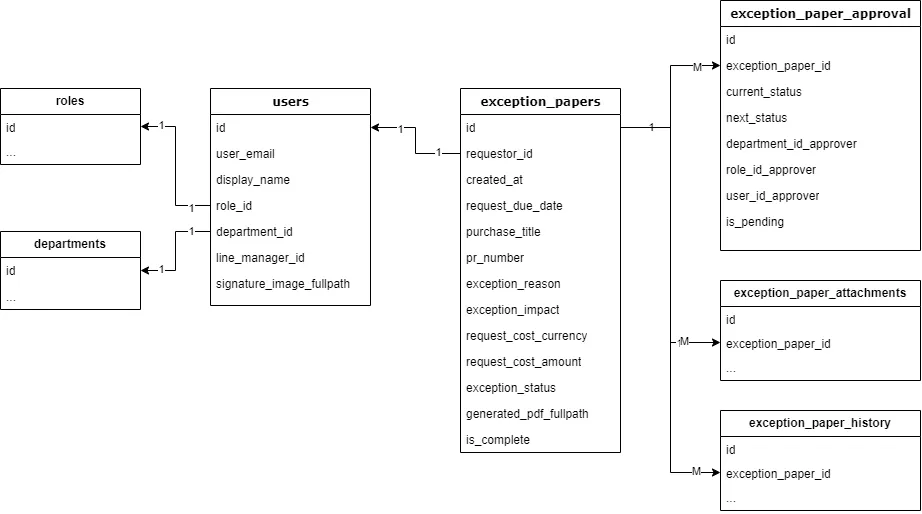 roles
id
...
departments
id
...
users
id
user_email
display_name
role_id
department_id
line_manager_id
signature_image_fullpath
exception_papers
id
requestor_id
created_at
request_due_date
purchase_title
pr_number
exception_reason
exception_impact
request_cost_currency
request_cost_amount
exception_status
generated_pdf_fullpath
is_complete
exception_paper_approval
id
exception_paper_id
current_status
next_status
department_id_approver
role_id_approver
user_id_approver
is_pending
exception_paper_attachments
id
exception_paper_id
...
exception_paper_history
id
exception_paper_id
...
1
1
1
1
1
1
1
M
1
M
M